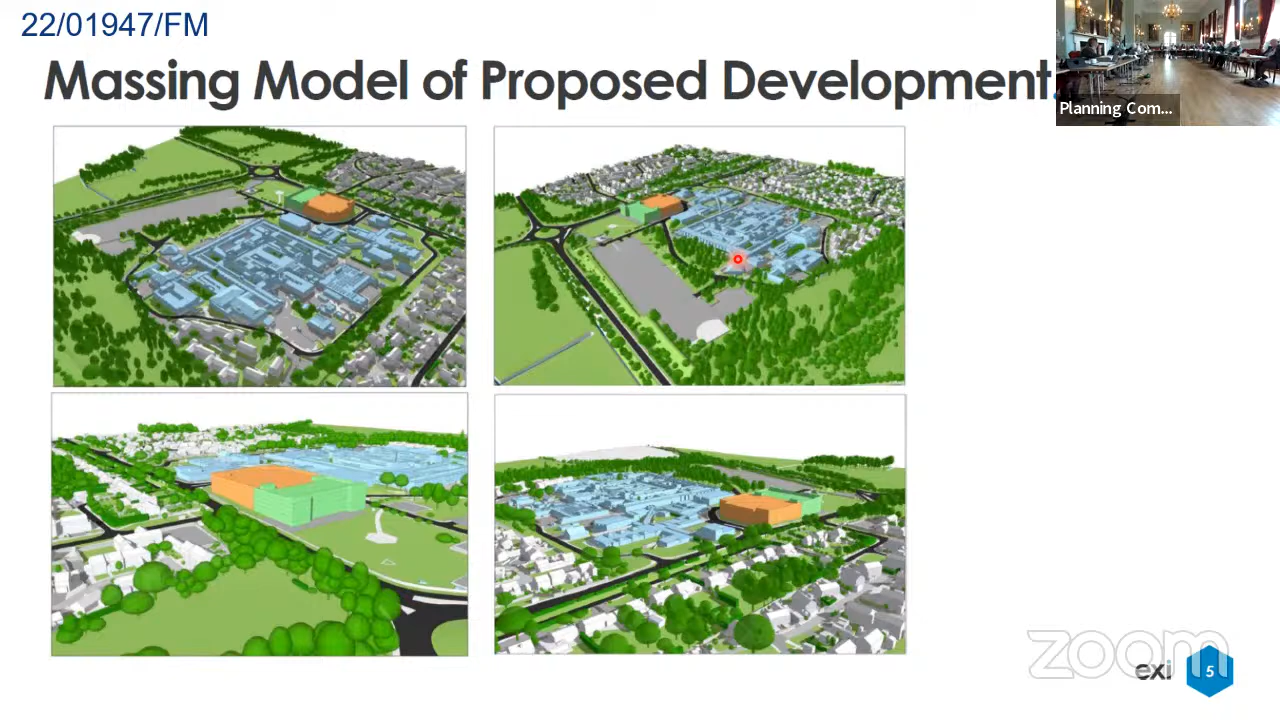 22/01947/FM
Massing Model of Proposed Development.
Planning Com...
zoom
exi
5